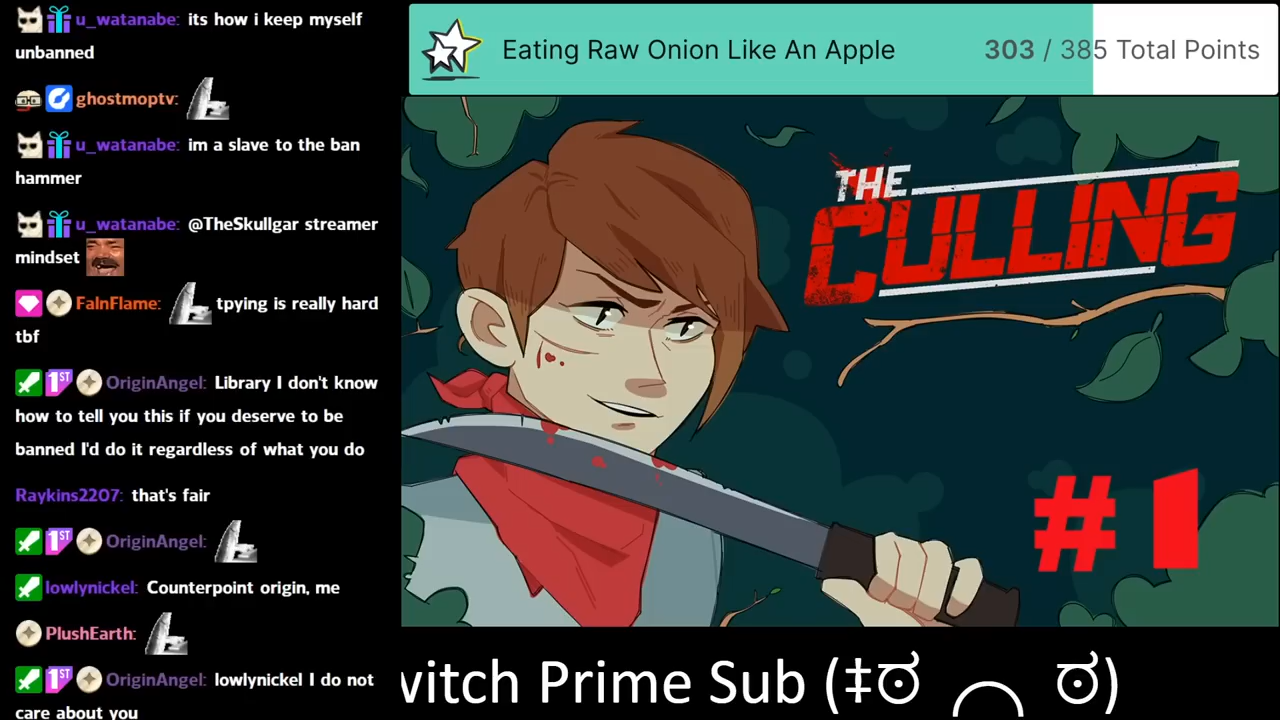 u_watanabe: its how i keep myself
unbanned
ghostmoptv:
u_watanabe: im a slave to the ban
hammer
u_watanabe: @TheSkullgar streamer
mindset
FalnFlame: tpying is really hard
tbf
1ST OriginAngel: Library I don't know
how to tell you this if you deserve to be
banned I'd do it regardless of what you do
Raykins2207: that's fair
1ST OriginAngel:
lowlynickel: Counterpoint origin, me
PlushEarth:
1ST OriginAngel: lowlynickel I do not
care about you
Eating Raw Onion Like An Apple
303 / 385 Total Points
THE
CULLING
#1
witch Prime Sub (‡ಠ ╭╮ ಠ)